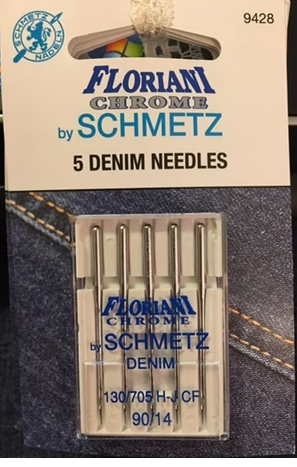 SCHMETZ
NADELN
9428
FLORIANI
CHROME
by SCHMETZ
5 DENIM NEEDLES
FLORIANI
CHROME
by SCHMETZ
DENIM
130/705 H-J CF
90/14